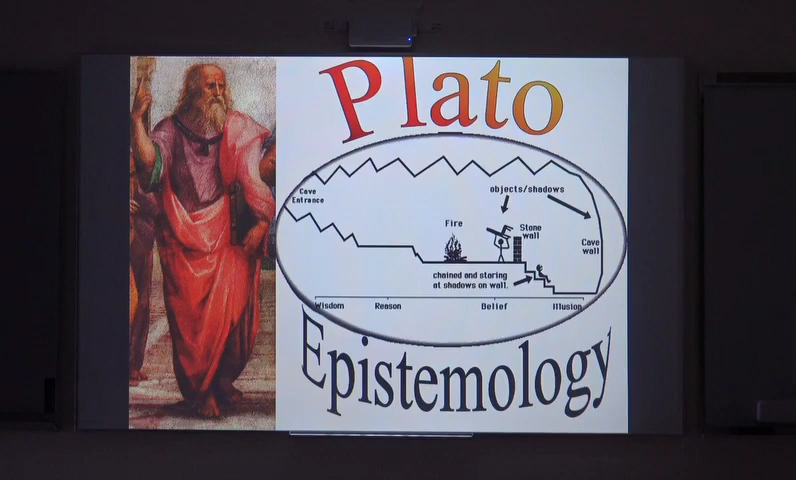 Plato
objects/shadows
Cave
Entrance
Fire
Stone
wall
Cave
wall
chained and staring
at shadows on wall.
Wisdom Reason Belief Illusion
Epistemology